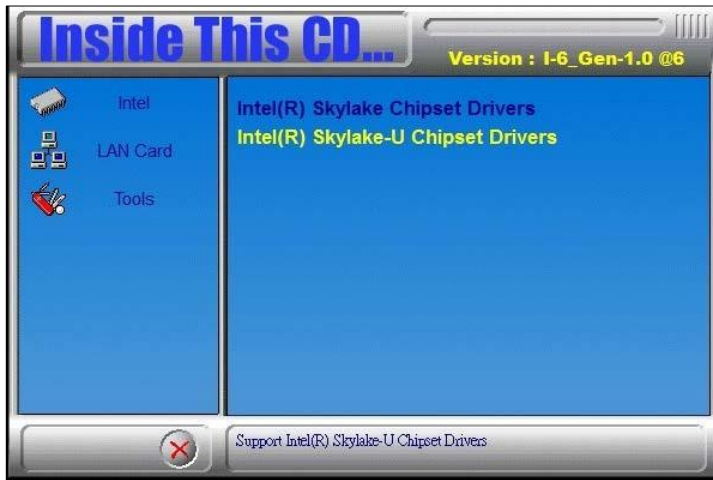 Inside This CD...
Version : I-6_Gen-1.0 @6
Intel
LAN Card
Tools
Intel(R) Skylake Chipset Drivers
Intel(R) Skylake-U Chipset Drivers
Support Intel(R) Skylake-U Chipset Drivers